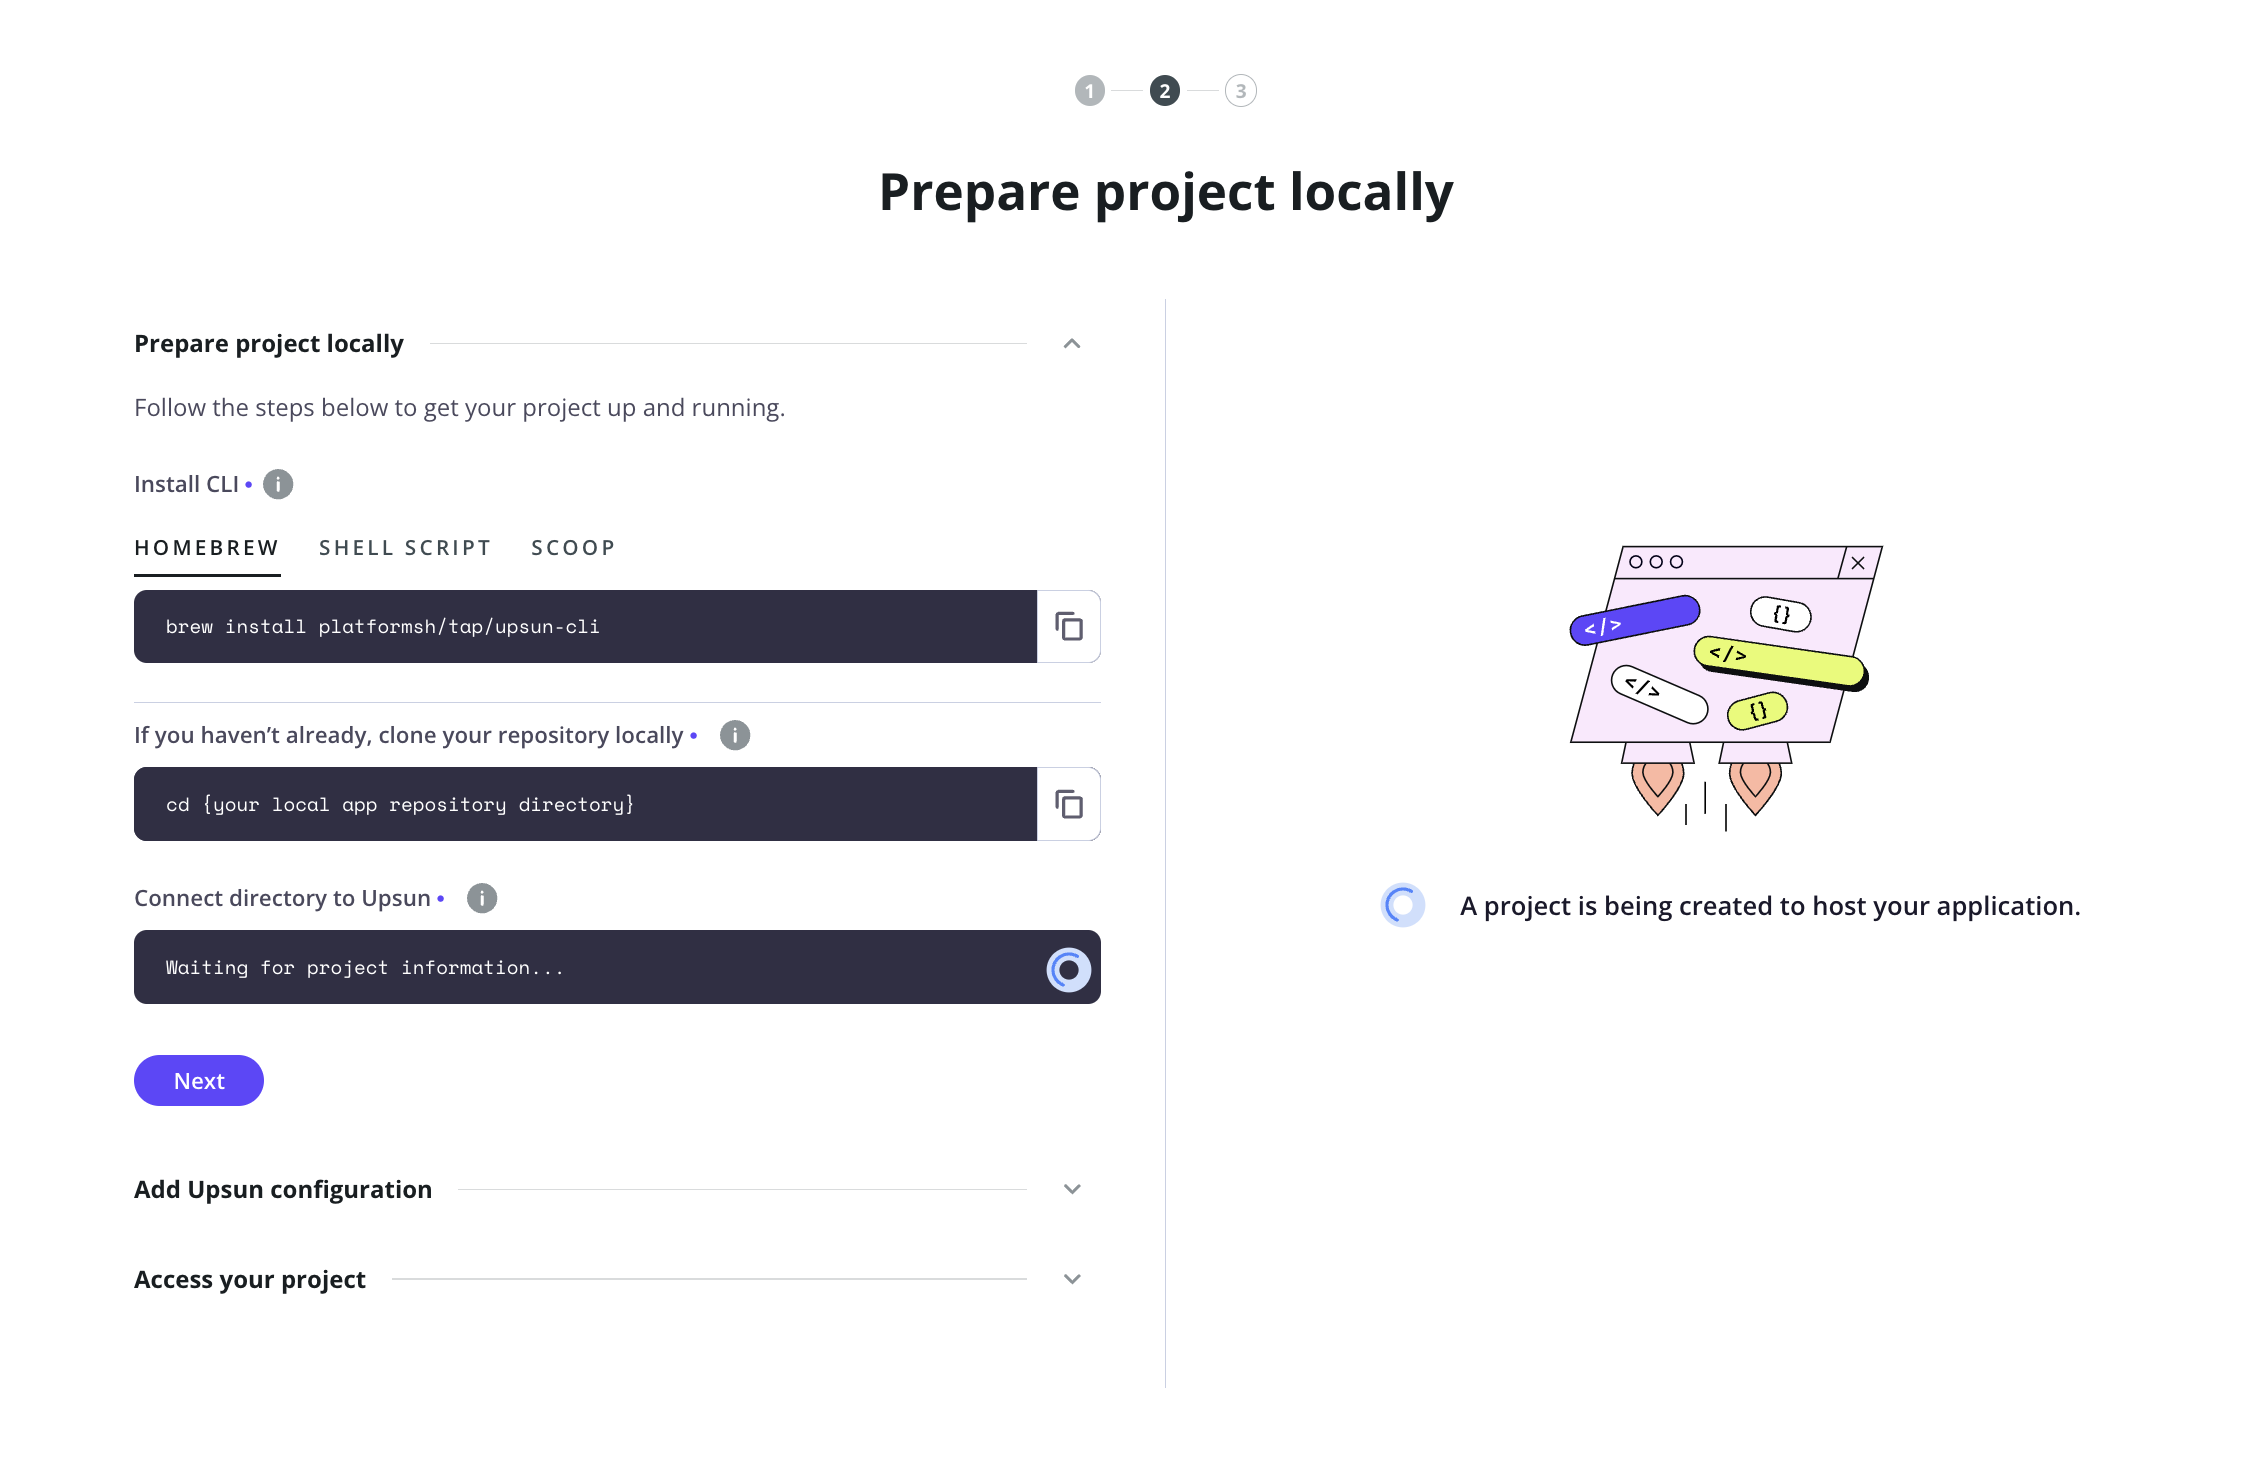 1
2
3
Prepare project locally
Prepare project locally
Follow the steps below to get your project up and running.
Install CLI •
HOMEBREW SHELL SCRIPT SCOOP
brew install platformsh/tap/upsun-cli
If you haven’t already, clone your repository locally •
cd {your local app repository directory}
Connect directory to Upsun •
Waiting for project information...
Next
Add Upsun configuration
Access your project
</>
{}
</>
</>
{}
A project is being created to host your application.